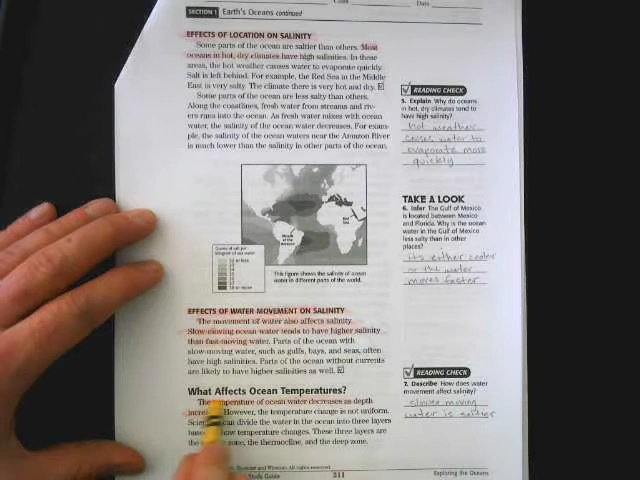 Date
SECTION 1 Earth's Oceans continued
EFFECTS OF LOCATION ON SALINITY
Some parts of the ocean are saltier than others. Most
oceans in hot, dry climates have high salinities. In these
areas, the hot weather causes water to evaporate quickly.
Salt is left behind. For example, the Red Sea in the Middle
East is very salty. The climate there is very hot and dry.
Some parts of the ocean are less salty than others.
Along the coastlines, fresh water from streams and riv-
ers runs into the ocean. As fresh water mixes with ocean
water, the salinity of the ocean decreases. For exam-
ple, the salinity of the ocean waters near the Amazon River
is much lower than the salinity in other parts of the ocean.
This figure shows the salinity of ocean
water in different parts of the world.
EFFECTS OF WATER MOVEMENT ON SALINITY
The movement of water also affects salinity.
Slow-moving ocean water tends to have higher salinity
than fast-moving water. Parts of the ocean with
slow-moving water, such as gulfs, bays, and seas, often
have high salinities. Parts of the ocean without currents
are likely to have higher salinities as well.
What Affects Ocean Temperatures?
The temperature of ocean water decreases as depth
However, the temperature change is not uniform.
can divide the water in the ocean into three layers
how temperature changes. These three layers are
the zone, the thermocline, and the deep zone.
READING CHECK
5. Explain Why do oceans
in hot, dry climates tend to
have high salinity?
hot weather
causes water to
evaporate more
quickly
TAKE A LOOK
6. Infer The Gulf of Mexico
is located between Mexico
and Florida. Why is the ocean
water in the Gulf of Mexico
less salty than in other
places?
its either cooler
or the water
moves faster
READING CHECK
7. Describe How does water
movement affect salinity?
slower moving
water is saltier
Rinehart and Winston. All rights reserved.
Study Guide 311 Exploring the Oceans